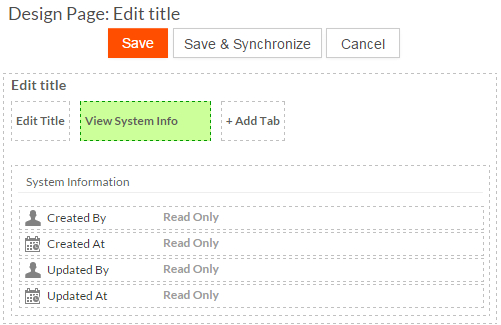 Design Page: Edit title
Save Save & Synchronize Cancel
Edit title
Edit Title View System Info + Add Tab
System Information
Created By Read Only
Created At Read Only
Updated By Read Only
Updated At Read Only